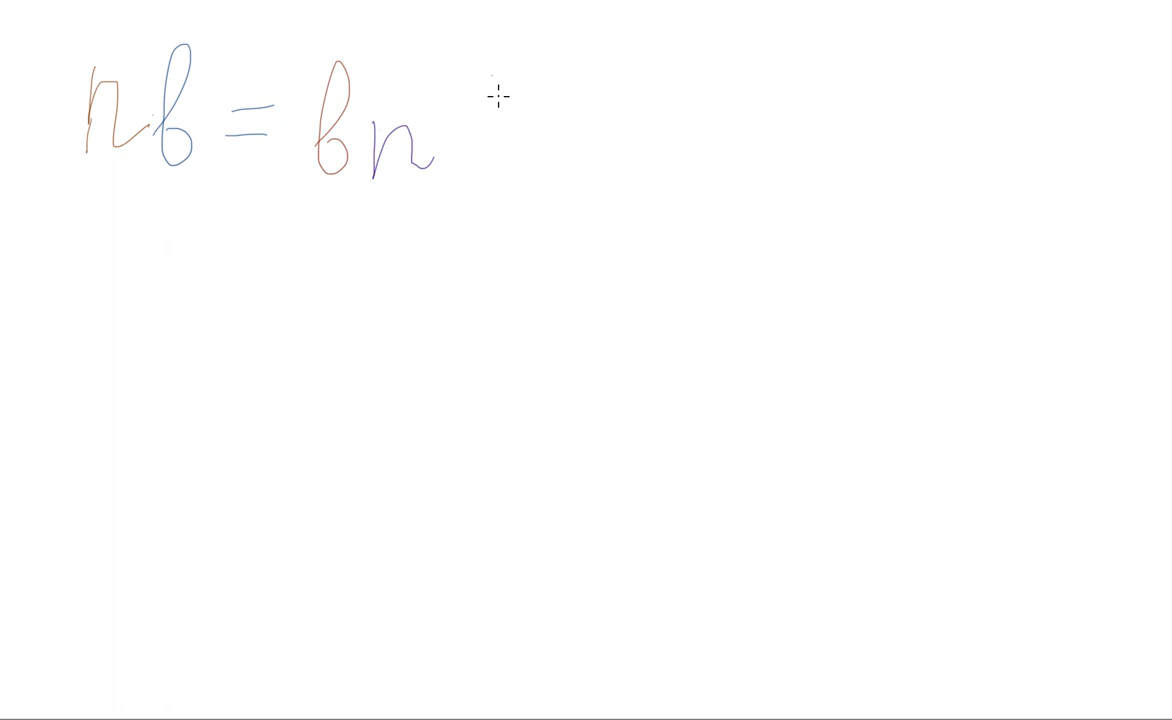 nb = bn